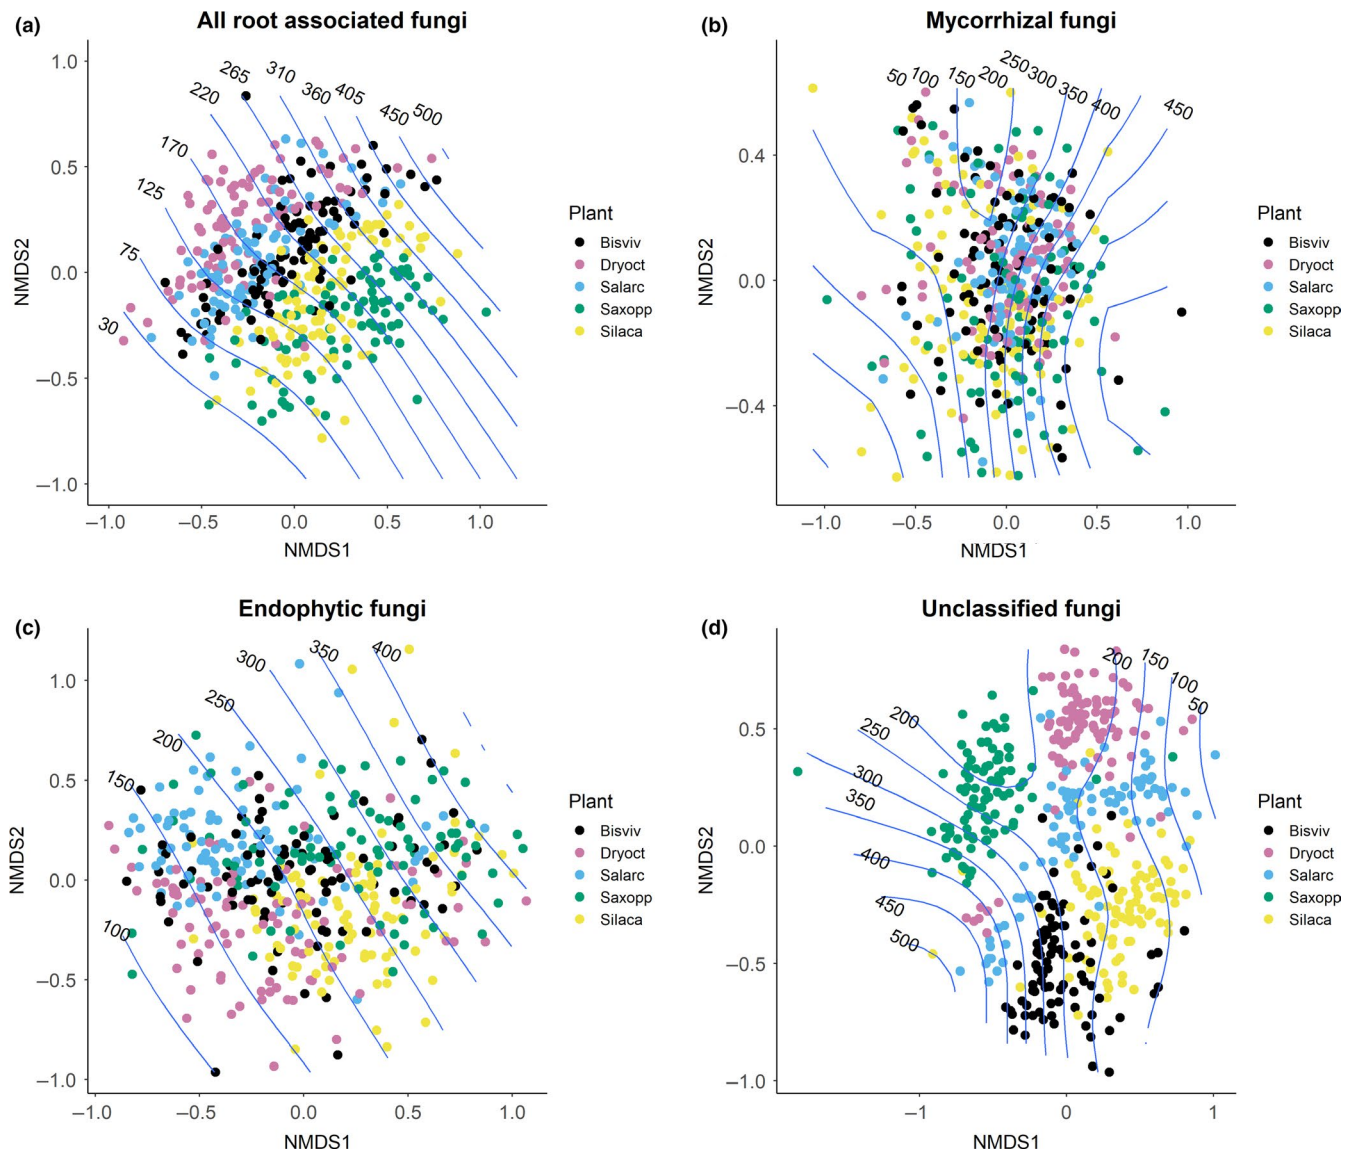 (a)
All root associated fungi
1.0
0.5
0.0
−0.5
−1.0
NMDS2
30
75
125
170
220
265
310
360
405
450
500
−1.0
−0.5
0.0
0.5
1.0
NMDS1
Plant
Bisviv
Dryoct
Salarc
Saxopp
Silaca
(b)
Mycorrhizal fungi
0.4
0.0
−0.4
NMDS2
50
100
150
200
250
300
350
400
450
−1.0
−0.5
0.0
0.5
1.0
NMDS1
Plant
Bisviv
Dryoct
Salarc
Saxopp
Silaca
(c)
Endophytic fungi
1.0
0.5
0.0
−0.5
−1.0
NMDS2
100
150
200
250
300
350
400
−1.0
−0.5
0.0
0.5
1.0
NMDS1
Plant
Bisviv
Dryoct
Salarc
Saxopp
Silaca
(d)
Unclassified fungi
0.5
0.0
−0.5
−1.0
NMDS2
200
250
300
350
400
450
500
200
150
100
50
−1
0
1
NMDS1
Plant
Bisviv
Dryoct
Salarc
Saxopp
Silaca